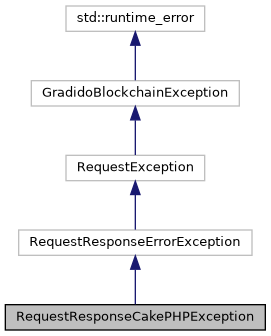 std::runtime_error
GradidoBlockchainException
RequestException
RequestResponseErrorException
RequestResponseCakePHPException